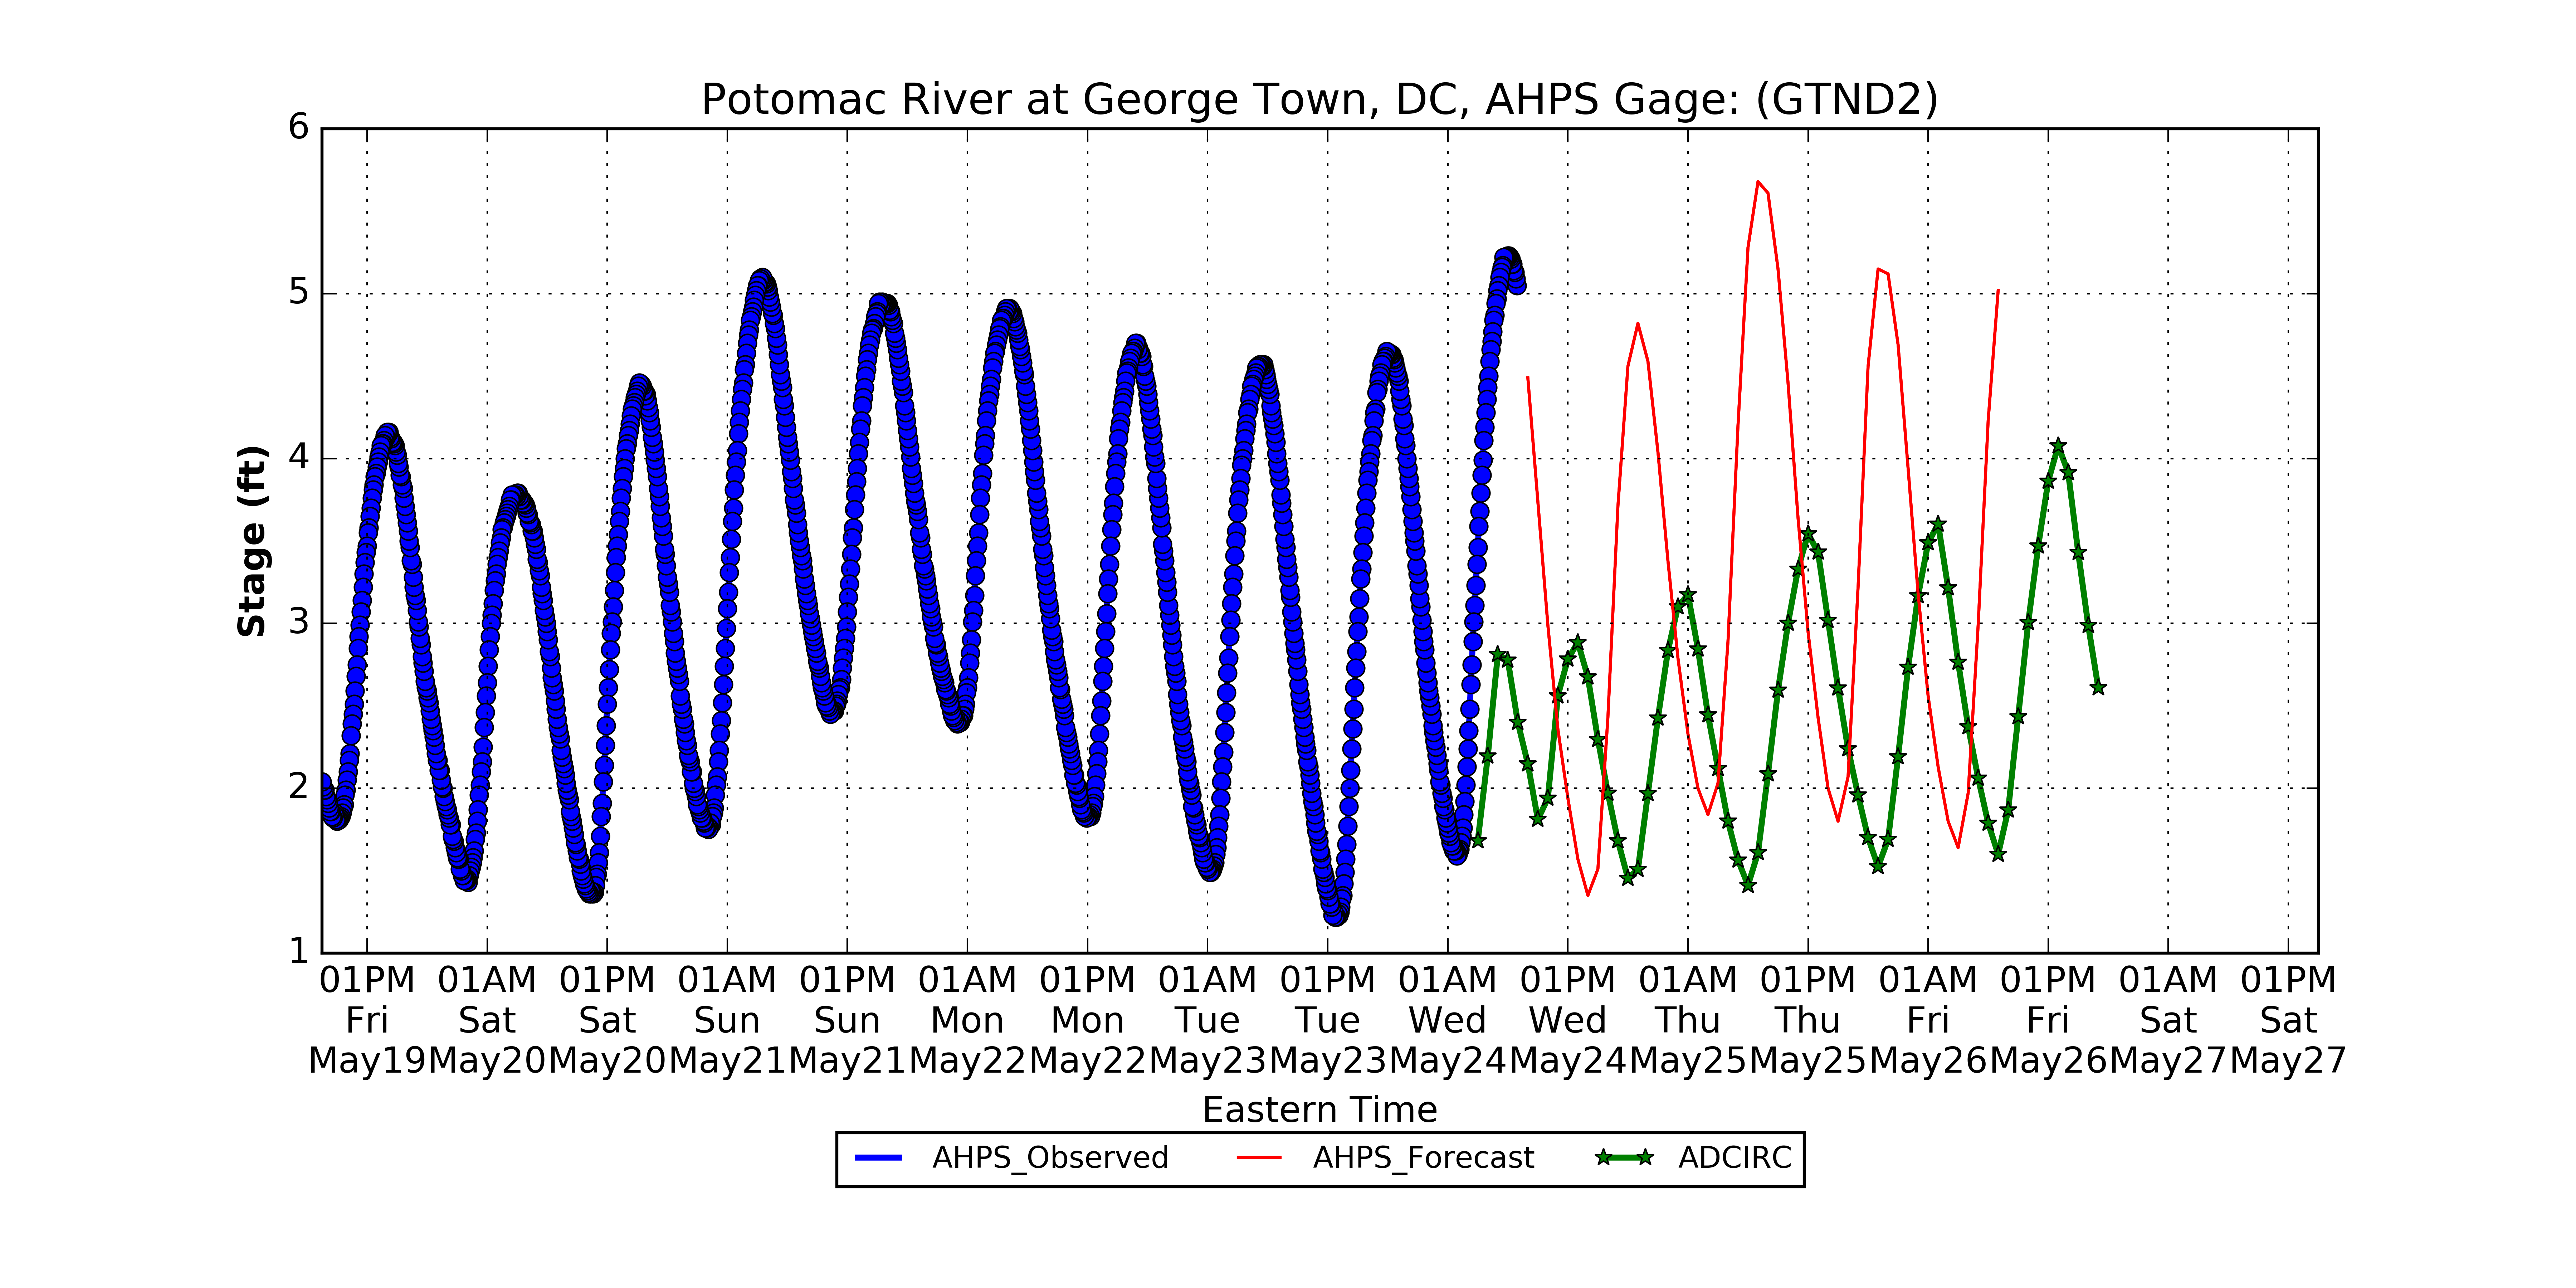 Potomac River at George Town, DC, AHPS Gage: (GTND2)
6
5
4
3
2
1
Stage (ft)
01PM 01AM 01PM 01AM 01PM 01AM 01PM 01AM 01PM 01AM 01PM 01AM 01PM 01AM 01PM 01AM 01PM
Fri Sat Sat Sun Sun Mon Mon Tue Tue Wed Wed Thu Thu Fri Fri Sat Sat
May19 May20 May20 May21 May21 May22 May22 May23 May23 May24 May24 May25 May25 May26 May26 May27 May27
Eastern Time
AHPS_Observed AHPS_Forecast ADCIRC